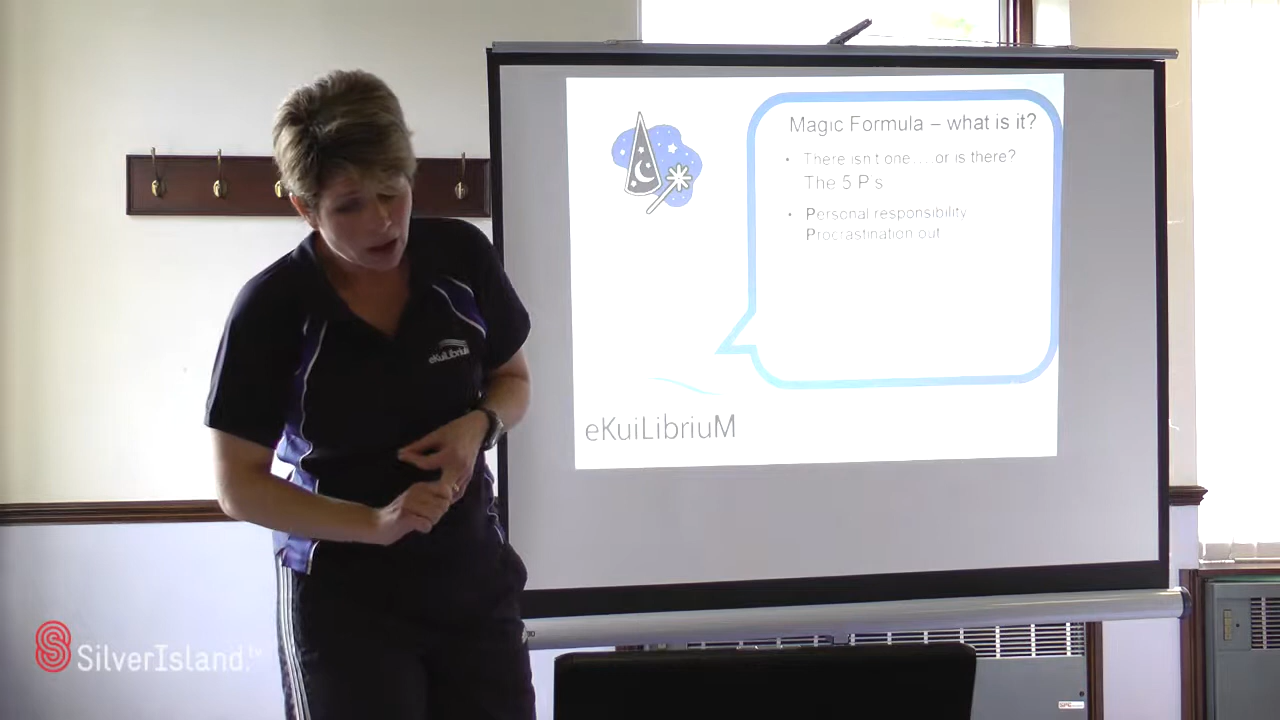 Magic Formula – what is it?
• There isn't one....or is there?
The 5 P's
• Personal responsibility
Procrastination out
eKuiLibriuM
eKuiLibriuM
SilverIsland.™